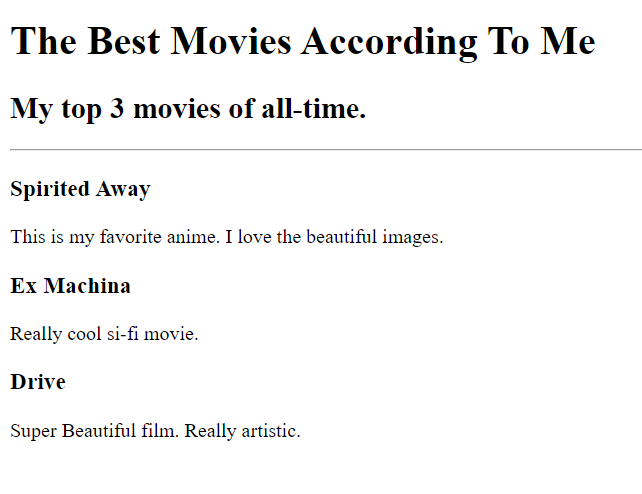 The Best Movies According To Me
My top 3 movies of all-time.
Spirited Away
This is my favorite anime. I love the beautiful images.
Ex Machina
Really cool si-fi movie.
Drive
Super Beautiful film. Really artistic.